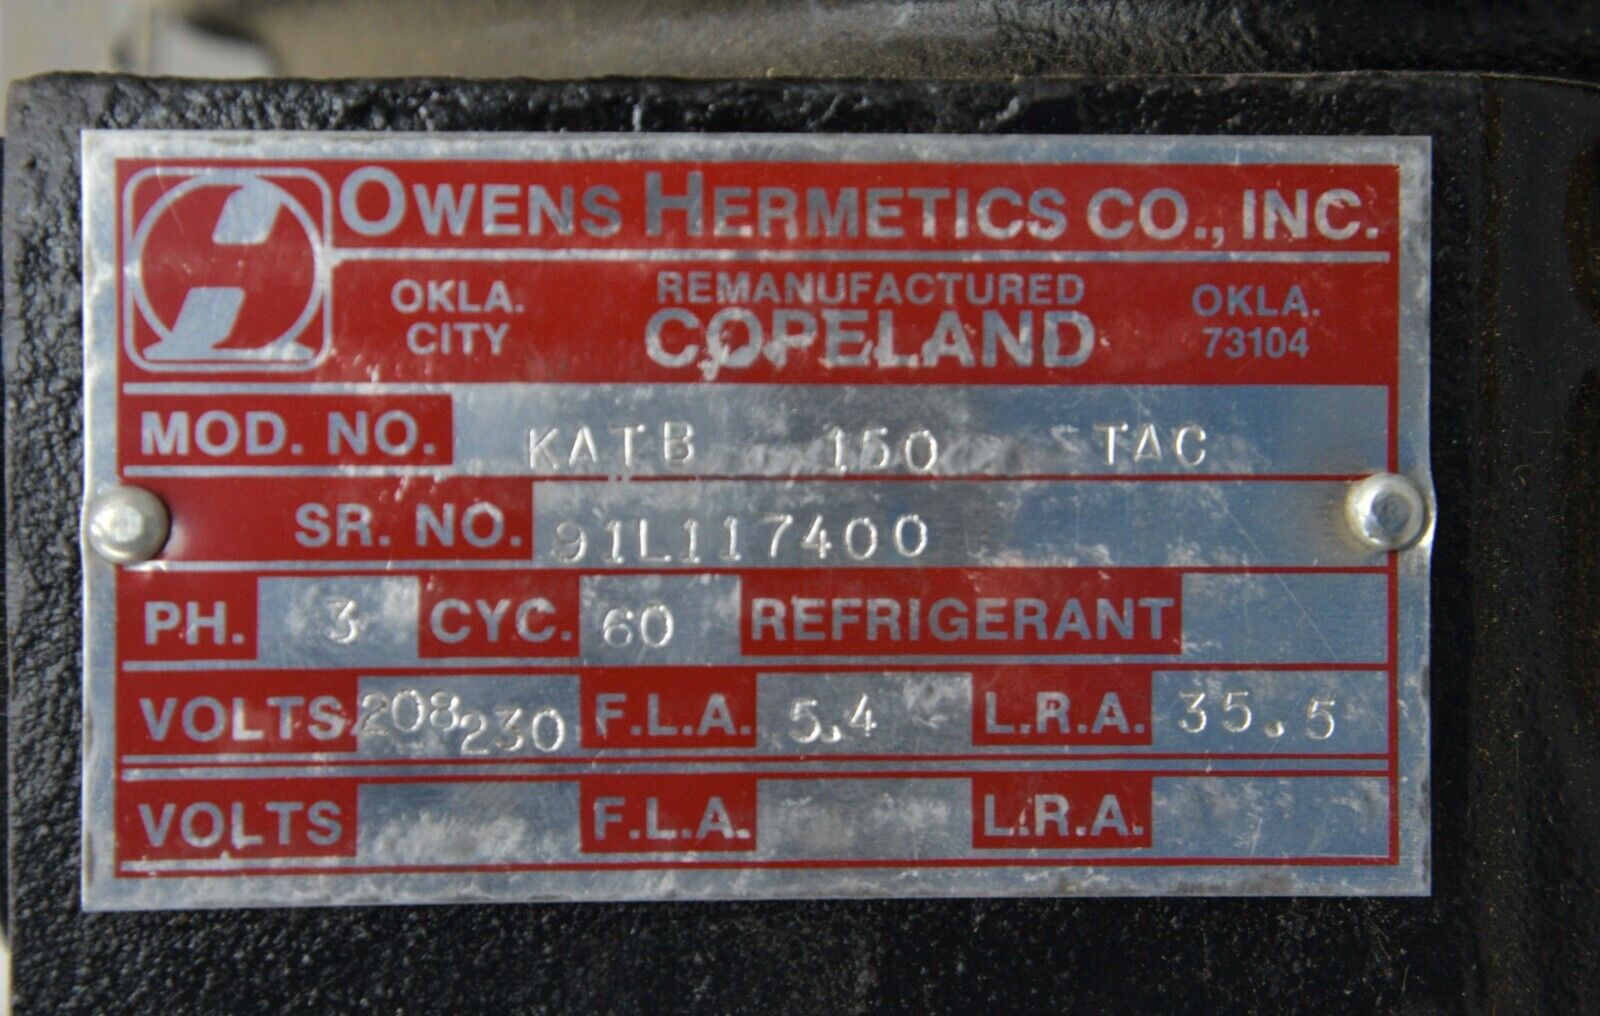 OWENS HERMETICS CO., INC.
OKLA. CITY REMANUFACTURED COPELAND OKLA. 73104
MOD. NO. KATB 150 TAC
SR. NO. 91L117400
PH. 3 CYC. 60 REFRIGERANT
VOLTS 208 230 F.L.A. 5.4 L.R.A. 35.5
VOLTS F.L.A. L.R.A.